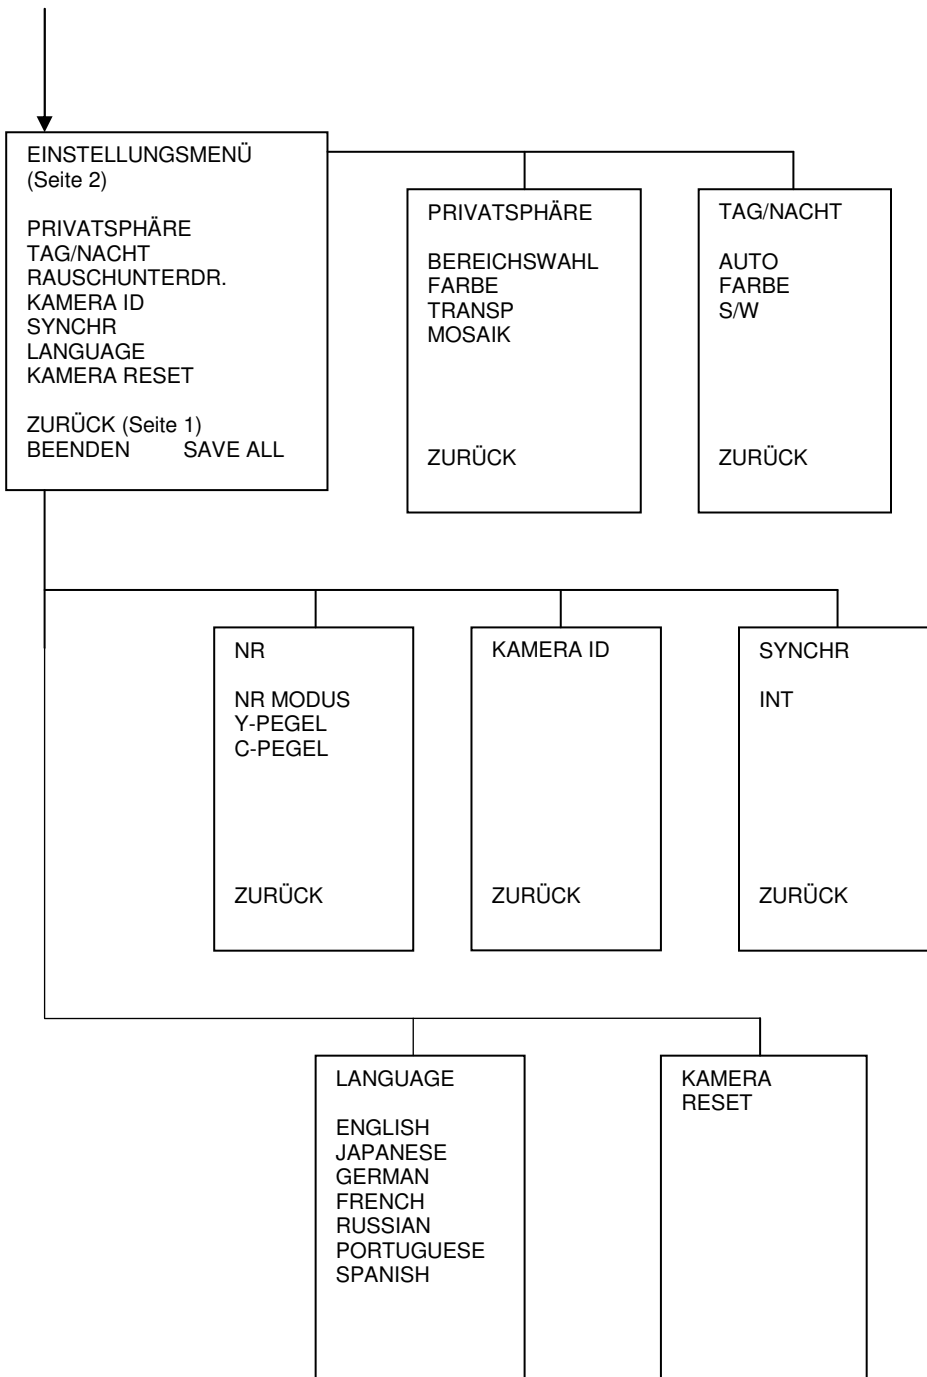 EINSTELLUNGSMENÜ
(Seite 2)
PRIVATSPHÄRE
TAG/NACHT
RAUSCHUNTERDR.
KAMERA ID
SYNCHR
LANGUAGE
KAMERA RESET
ZURÜCK (Seite 1)
BEENDEN SAVE ALL
PRIVATSPHÄRE
BEREICHSWAHL
FARBE
TRANSP
MOSAIK
ZURÜCK
TAG/NACHT
AUTO
FARBE
S/W
ZURÜCK
NR
NR MODUS
Y-PEGEL
C-PEGEL
ZURÜCK
KAMERA ID
ZURÜCK
SYNCHR
INT
ZURÜCK
LANGUAGE
ENGLISH
JAPANESE
GERMAN
FRENCH
RUSSIAN
PORTUGUESE
SPANISH
KAMERA
RESET